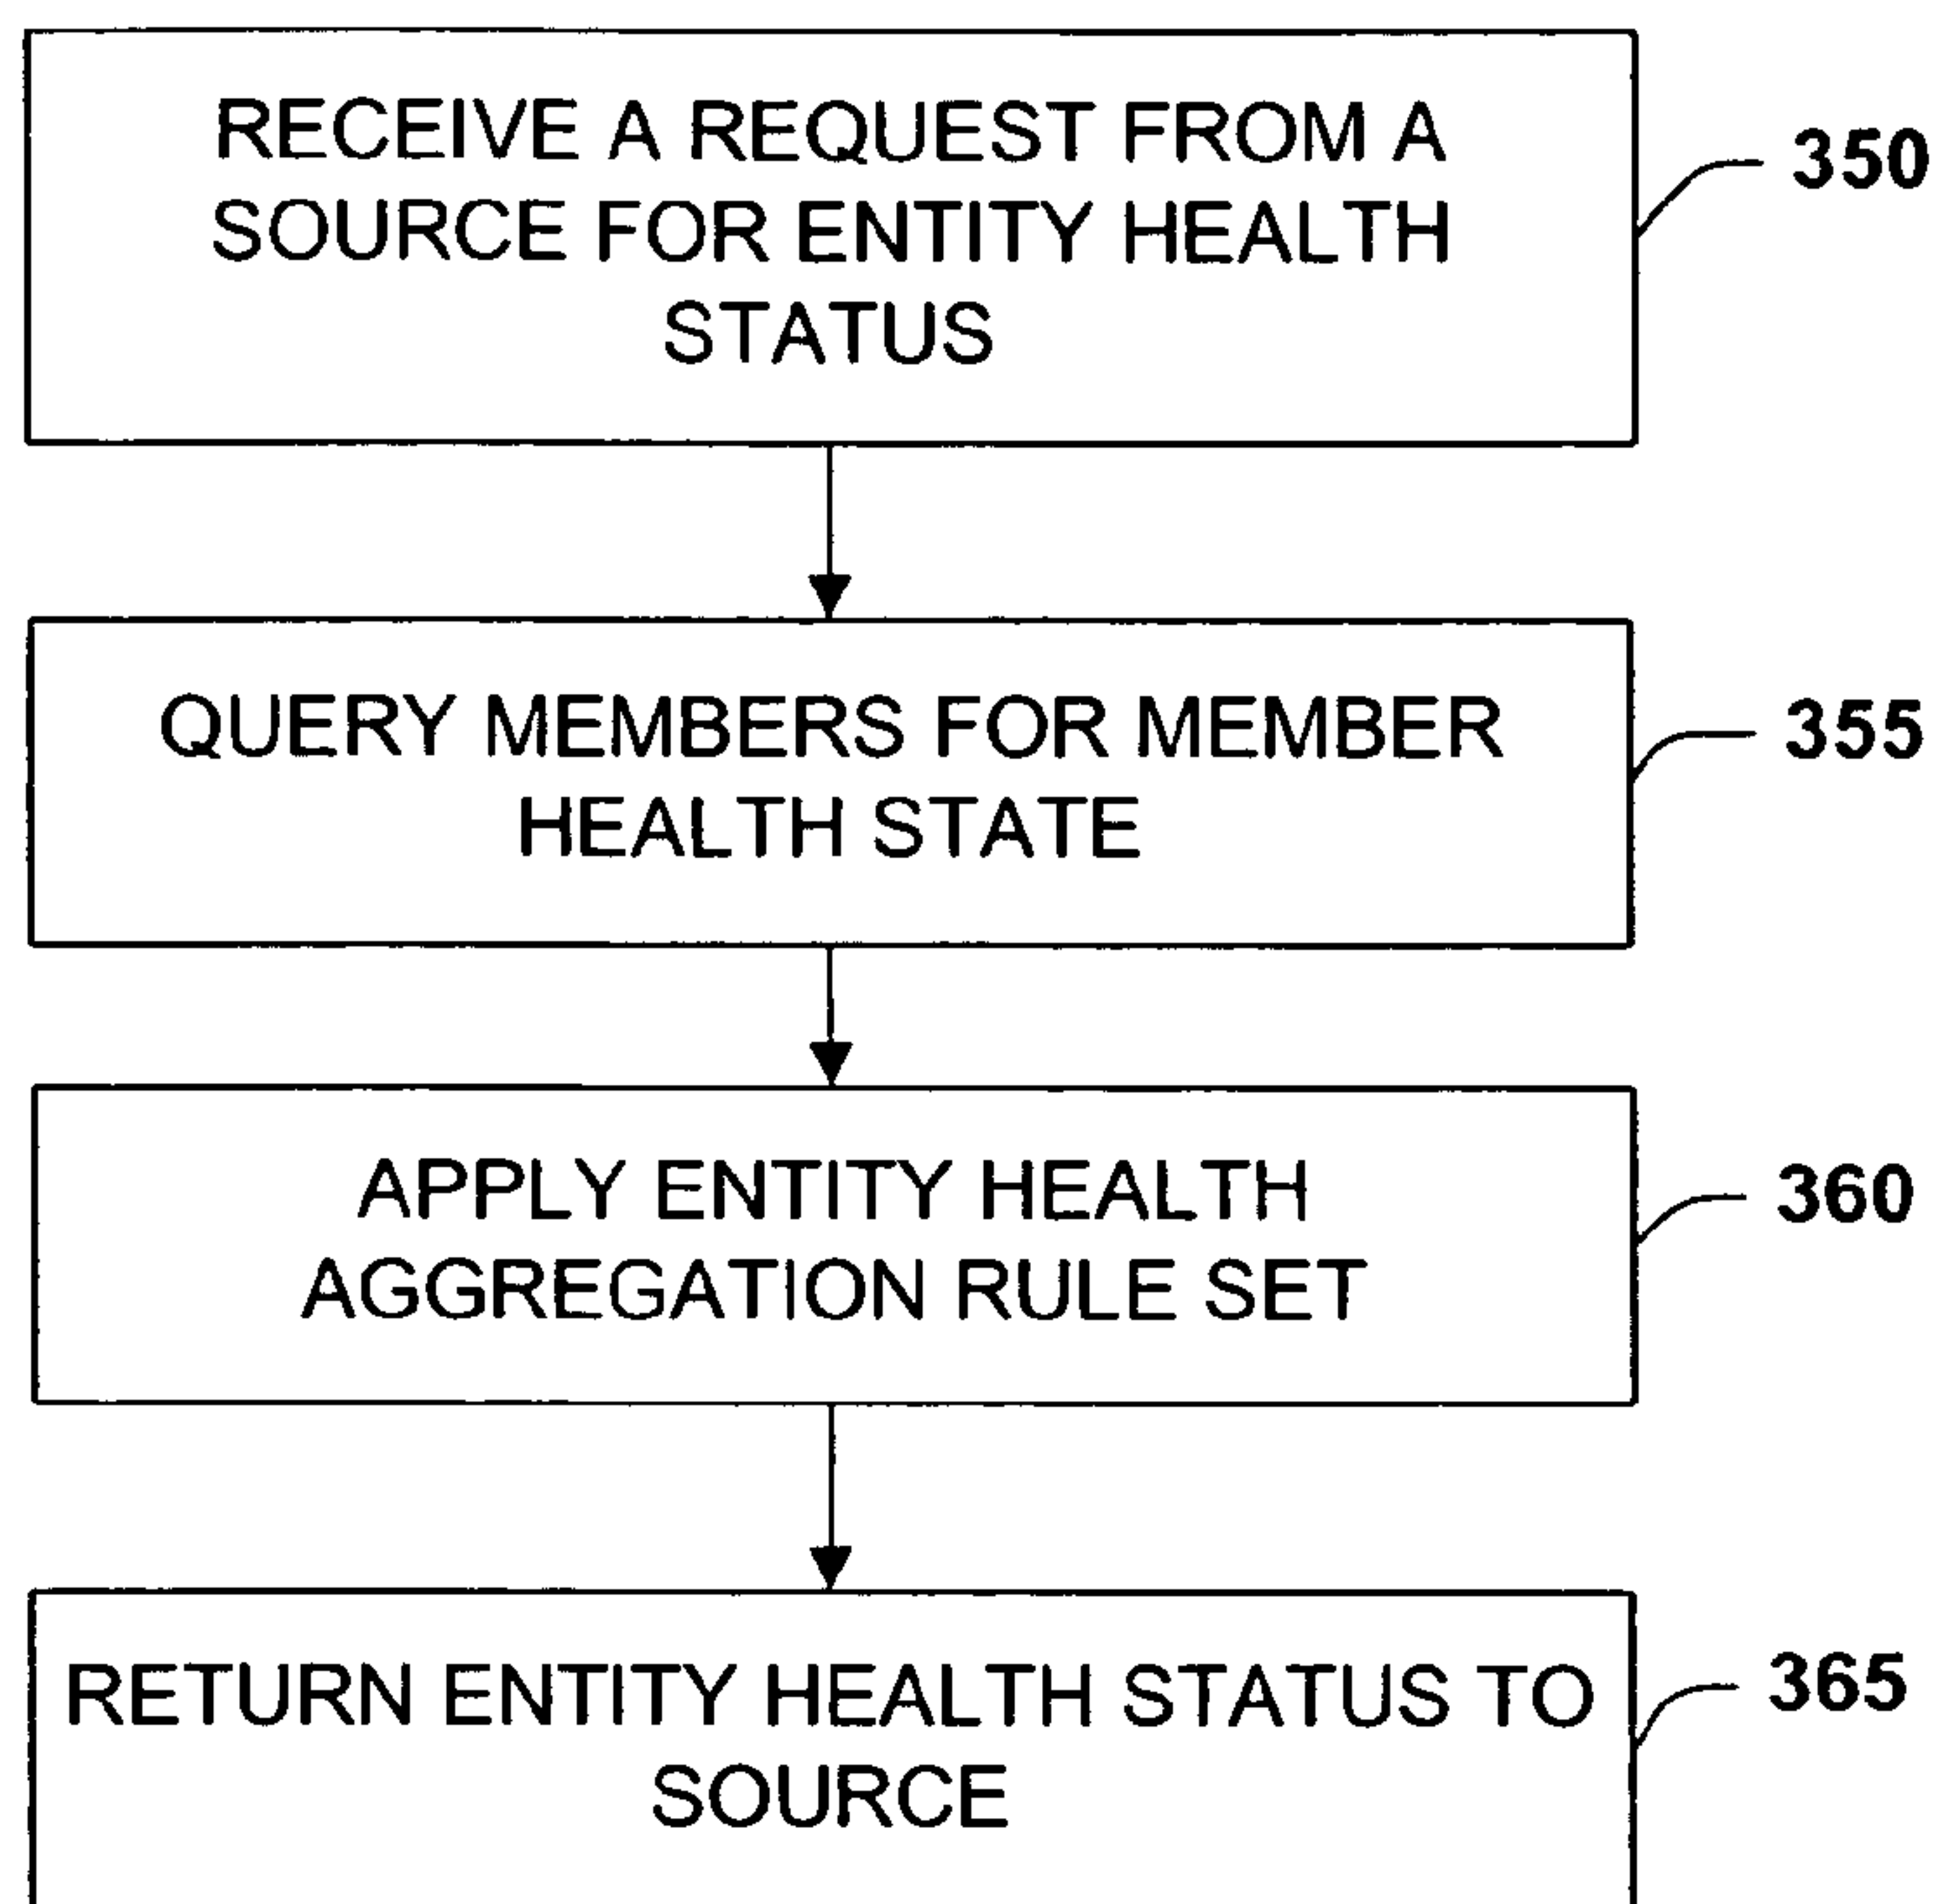 RECEIVE A REQUEST FROM A
SOURCE FOR ENTITY HEALTH
STATUS
350
QUERY MEMBERS FOR MEMBER
HEALTH STATE
355
APPLY ENTITY HEALTH
AGGREGATION RULE SET
360
RETURN ENTITY HEALTH STATUS TO
SOURCE
365